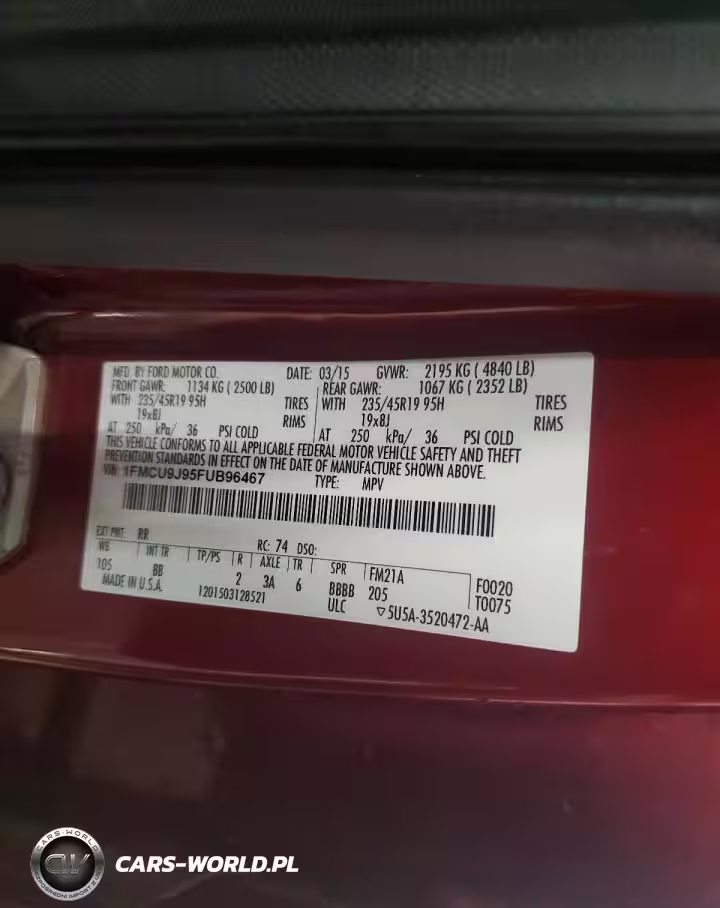 MFD. BY FORD MOTOR CO. DATE: 03/15 GVWR: 2195 KG ( 4840 LB)
FRONT GAWR: 1134 KG ( 2500 LB) REAR GAWR: 1067 KG ( 2352 LB)
WITH 235/45R19 95H TIRES WITH 235/45R19 95H TIRES
19x8J RIMS 19x8J RIMS
AT 250 kPa/ 36 PSI COLD AT 250 kPa/ 36 PSI COLD
THIS VEHICLE CONFORMS TO ALL APPLICABLE FEDERAL MOTOR VEHICLE SAFETY AND THEFT
PREVENTION STANDARDS IN EFFECT ON THE DATE OF MANUFACTURE SHOWN ABOVE.
VIN: 1FMCU9J95FUB96467 TYPE: MPV
EXT PNT: RR RC: 74 DSO:
WB INT TR TP/PS R AXLE TR SPR FM21A F0020
105 BB 2 3A 6 BBBB 205 T0075
MADE IN U.S.A. 1201503128521 ULC ▽5U5A-3520472-AA
CARS-WORLD
CW
CARS-WORLD.PL